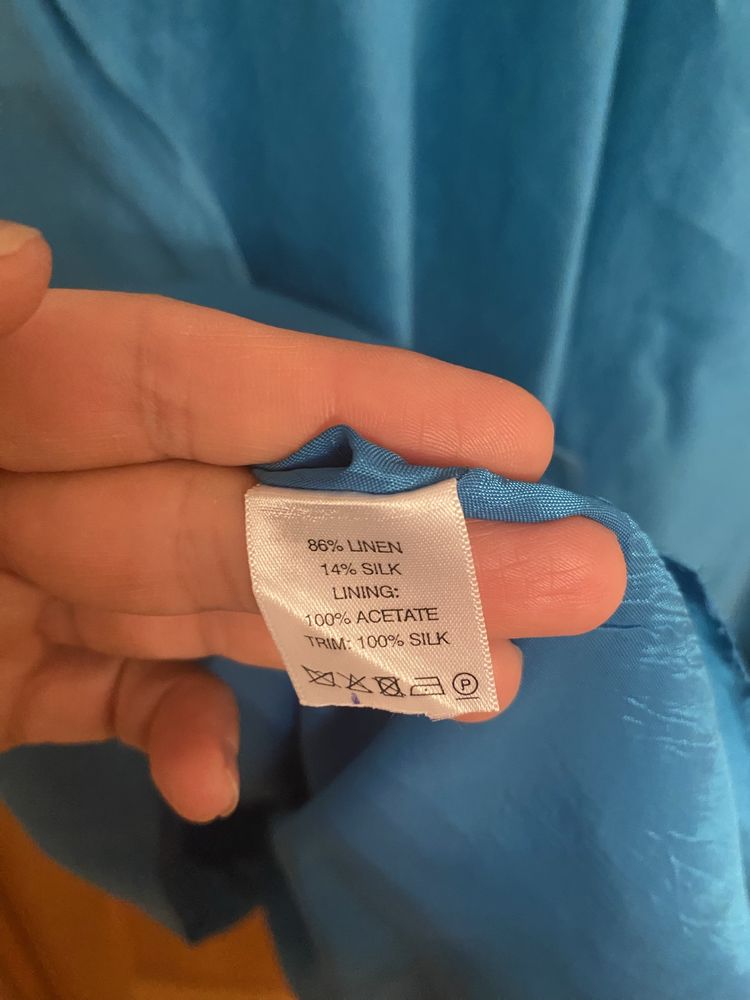 86% LINEN
14% SILK
LINING:
100% ACETATE
TRIM: 100% SILK
P